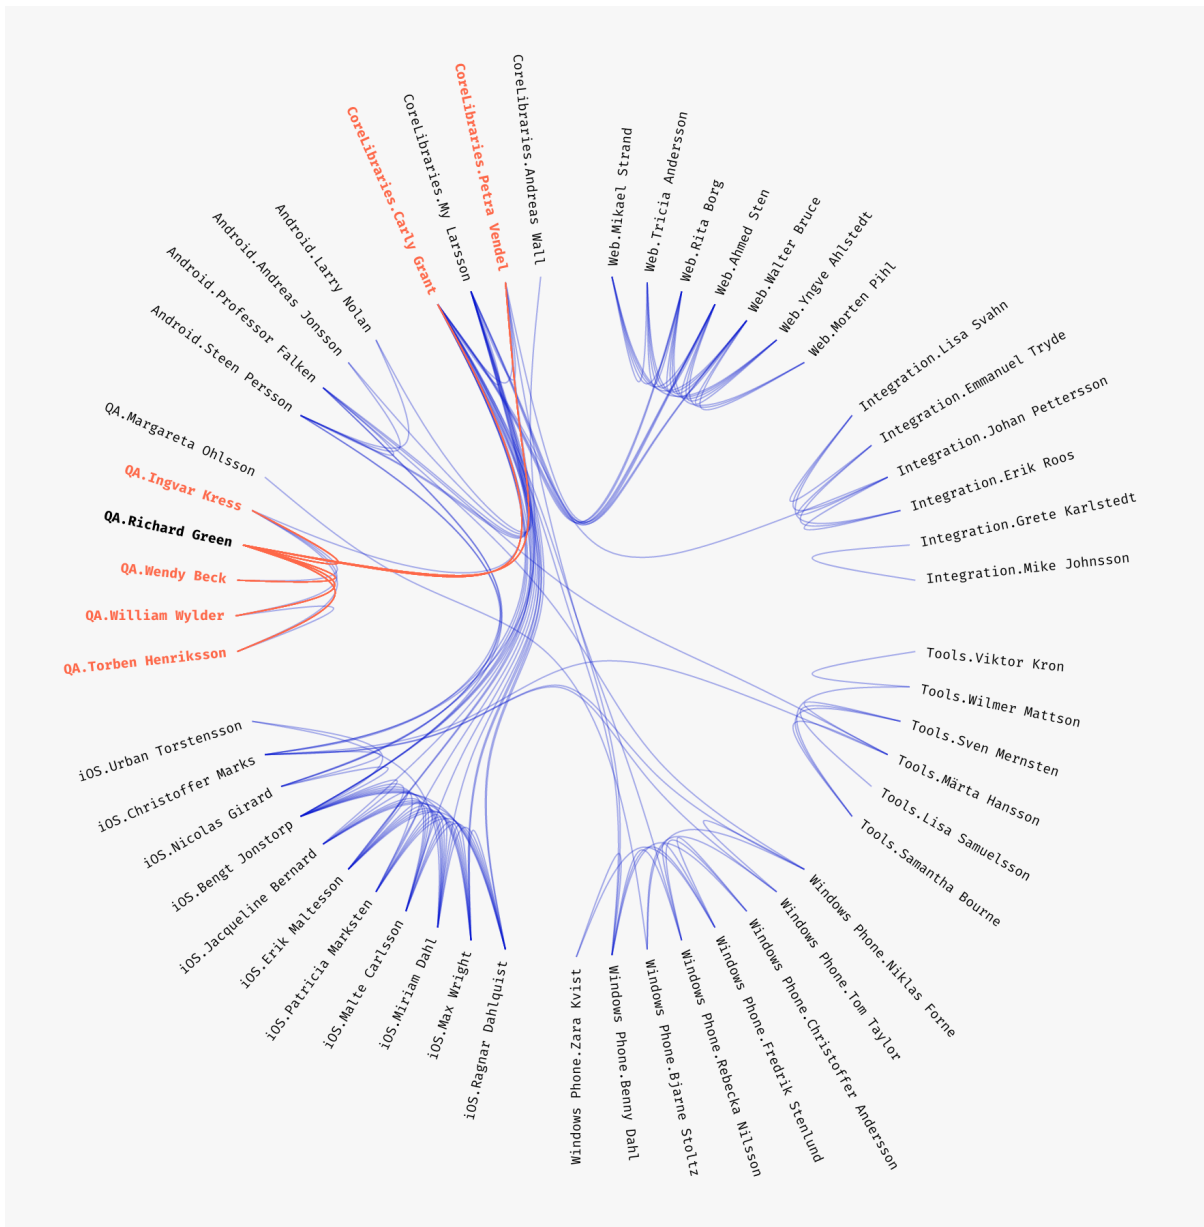 CoreLibraries.Andreas Wall
Web.Mikael Strand
Web.Tricia Andersson
Web.Rita Borg
Web.Ahmed Sten
Web.Walter Bruce
Web.Yngve Ahlstedt
Web.Morten Pihl
Integration.Lisa Svahn
Integration.Emmanuel Tryde
Integration.Johan Pettersson
Integration.Erik Roos
Integration.Grete Karlstedt
Integration.Mike Johnsson
Tools.Viktor Kron
Tools.Wilmer Mattson
Tools.Sven Mernsten
Tools.Märta Hansson
Tools.Lisa Samuelsson
Tools.Samantha Bourne
Windows Phone.Niklas Forne
Windows Phone.Tom Taylor
Windows Phone.Christoffer Andersson
Windows Phone.Fredrik Stenlund
Windows Phone.Rebecka Nilsson
Windows Phone.Bjarne Stoltz
Windows Phone.Benny Dahl
Windows Phone.Zara Kvist
iOS.Ragnar Dahlquist
iOS.Max Wright
iOS.Miriam Dahl
iOS.Malte Carlsson
iOS.Patricia Marksten
iOS.Erik Maltesson
iOS.Jacqueline Bernard
iOS.Bengt Jonstorp
iOS.Nicolas Girard
iOS.Christoffer Marks
iOS.Urban Torstensson
QA.Torben Henriksson
QA.William Wylder
QA.Wendy Beck
QA.Richard Green
QA.Ingvar Kress
QA.Margareta Ohlsson
Android.Steen Persson
Android.Professor Falken
Android.Andreas Jonsson
Android.Larry Nolan
CoreLibraries.Carly Grant
CoreLibraries.My Larsson
CoreLibraries.Petra Vendel